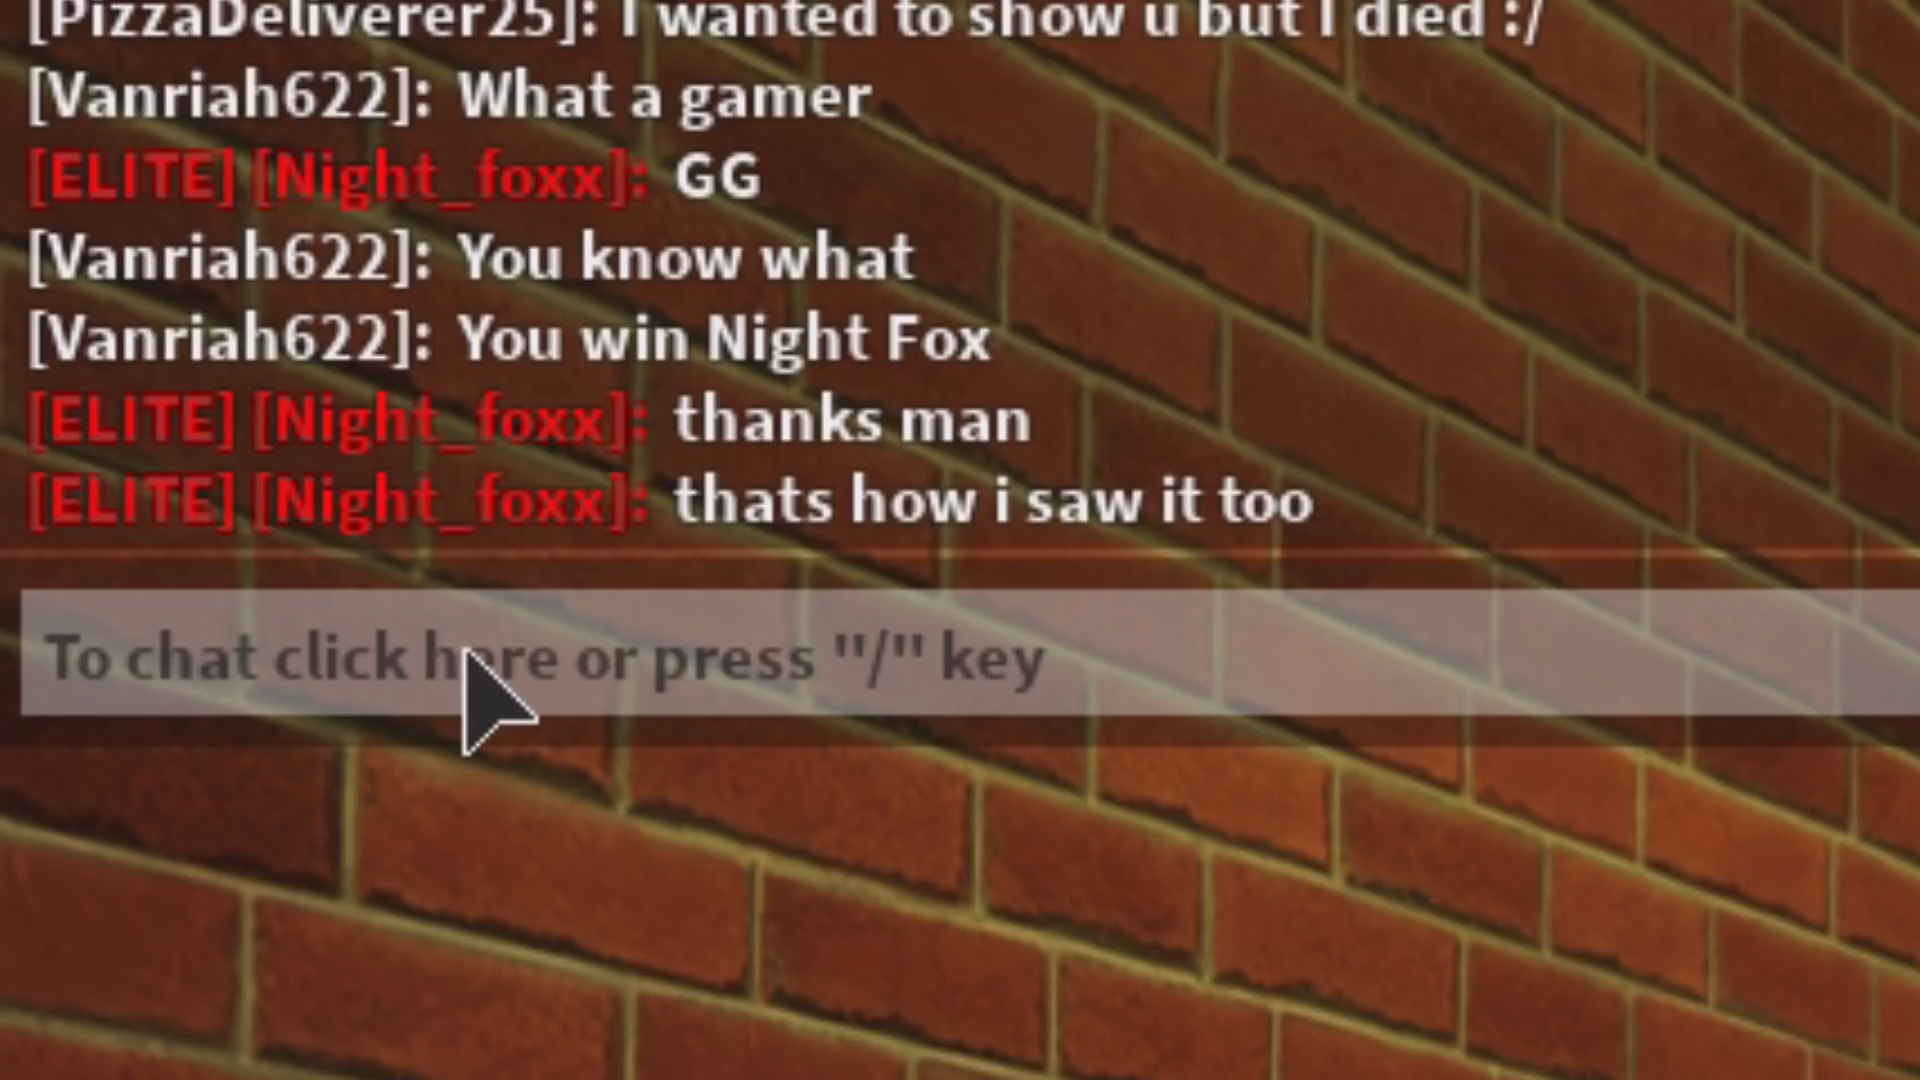 [PizzaDeliverer25]: I wanted to show u but I died :/
[Vanriah622]: What a gamer
[ELITE] [Night_foxx]: GG
[Vanriah622]: You know what
[Vanriah622]: You win Night Fox
[ELITE] [Night_foxx]: thanks man
[ELITE] [Night_foxx]: thats how i saw it too
To chat click here or press "/" key